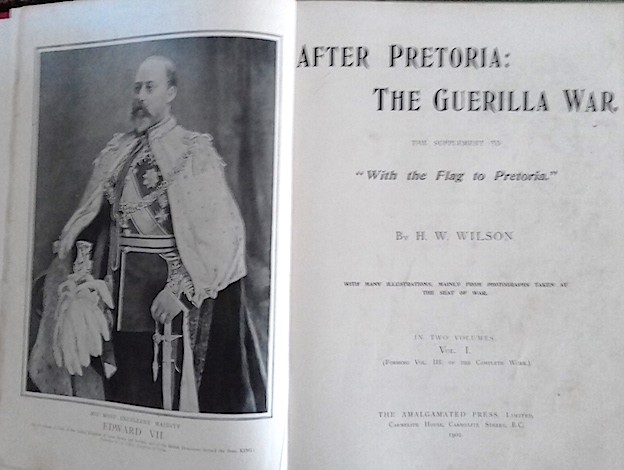 HIS MOST EXCELLENT MAJESTY
EDWARD VII.
AFTER PRETORIA:
THE GUERILLA WAR.
THE SUPPLEMENT TO
"With the Flag to Pretoria."
By H. W. WILSON
WITH MANY ILLUSTRATIONS, MAINLY FROM PHOTOGRAPHS TAKEN AT
THE SEAT OF WAR.
IN TWO VOLUMES.
Vol. I.
(Forming Vol. III. of the Complete Work.)
THE AMALGAMATED PRESS, Limited,
Carmelite House, Carmelite Street, E.C.